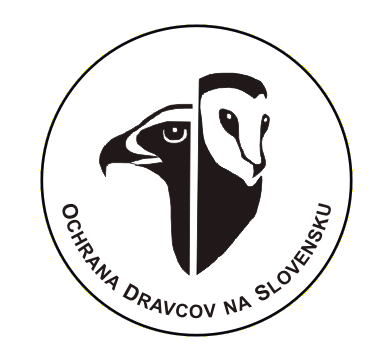 OCHRANA DRAVCOV NA SLOVENSKU